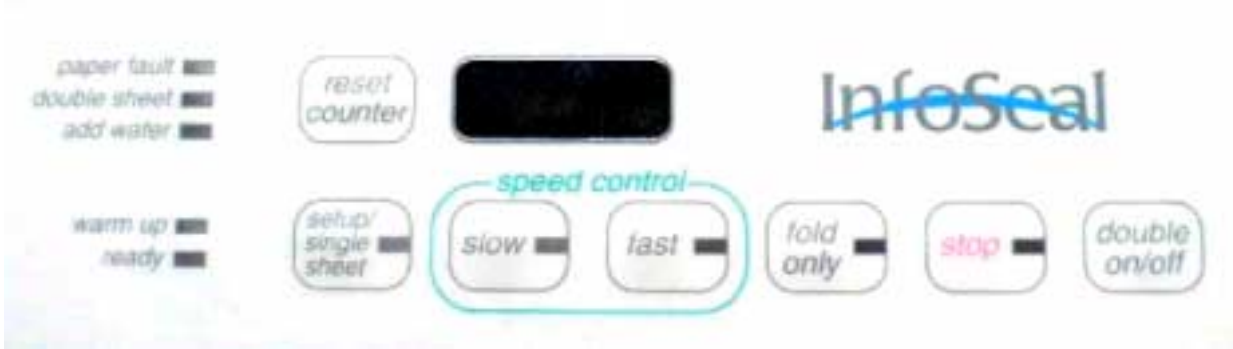 paper fault
double sheet
add water
reset
counter
InfoSeal
speed control
warm up
ready
setup/
single
sheet
slow
fast
fold
only
stop
double
on/off